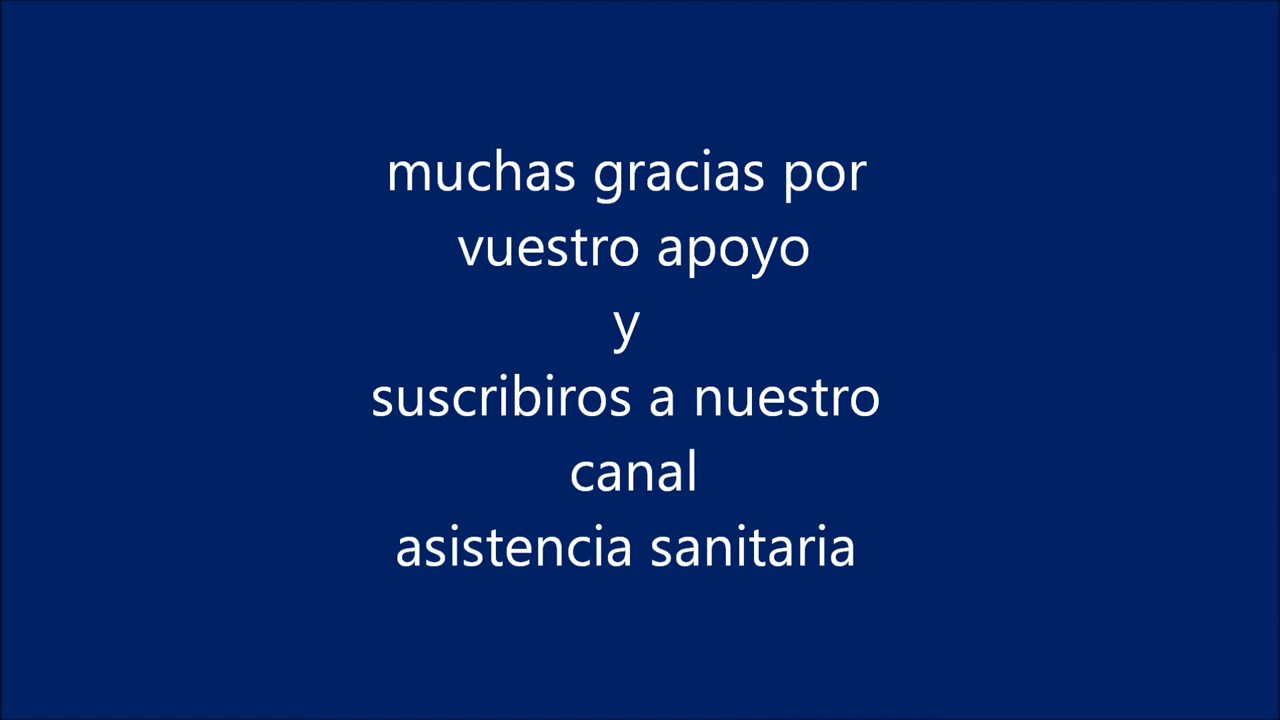 muchas gracias por
vuestro apoyo
y
suscribiros a nuestro
canal
asistencia sanitaria